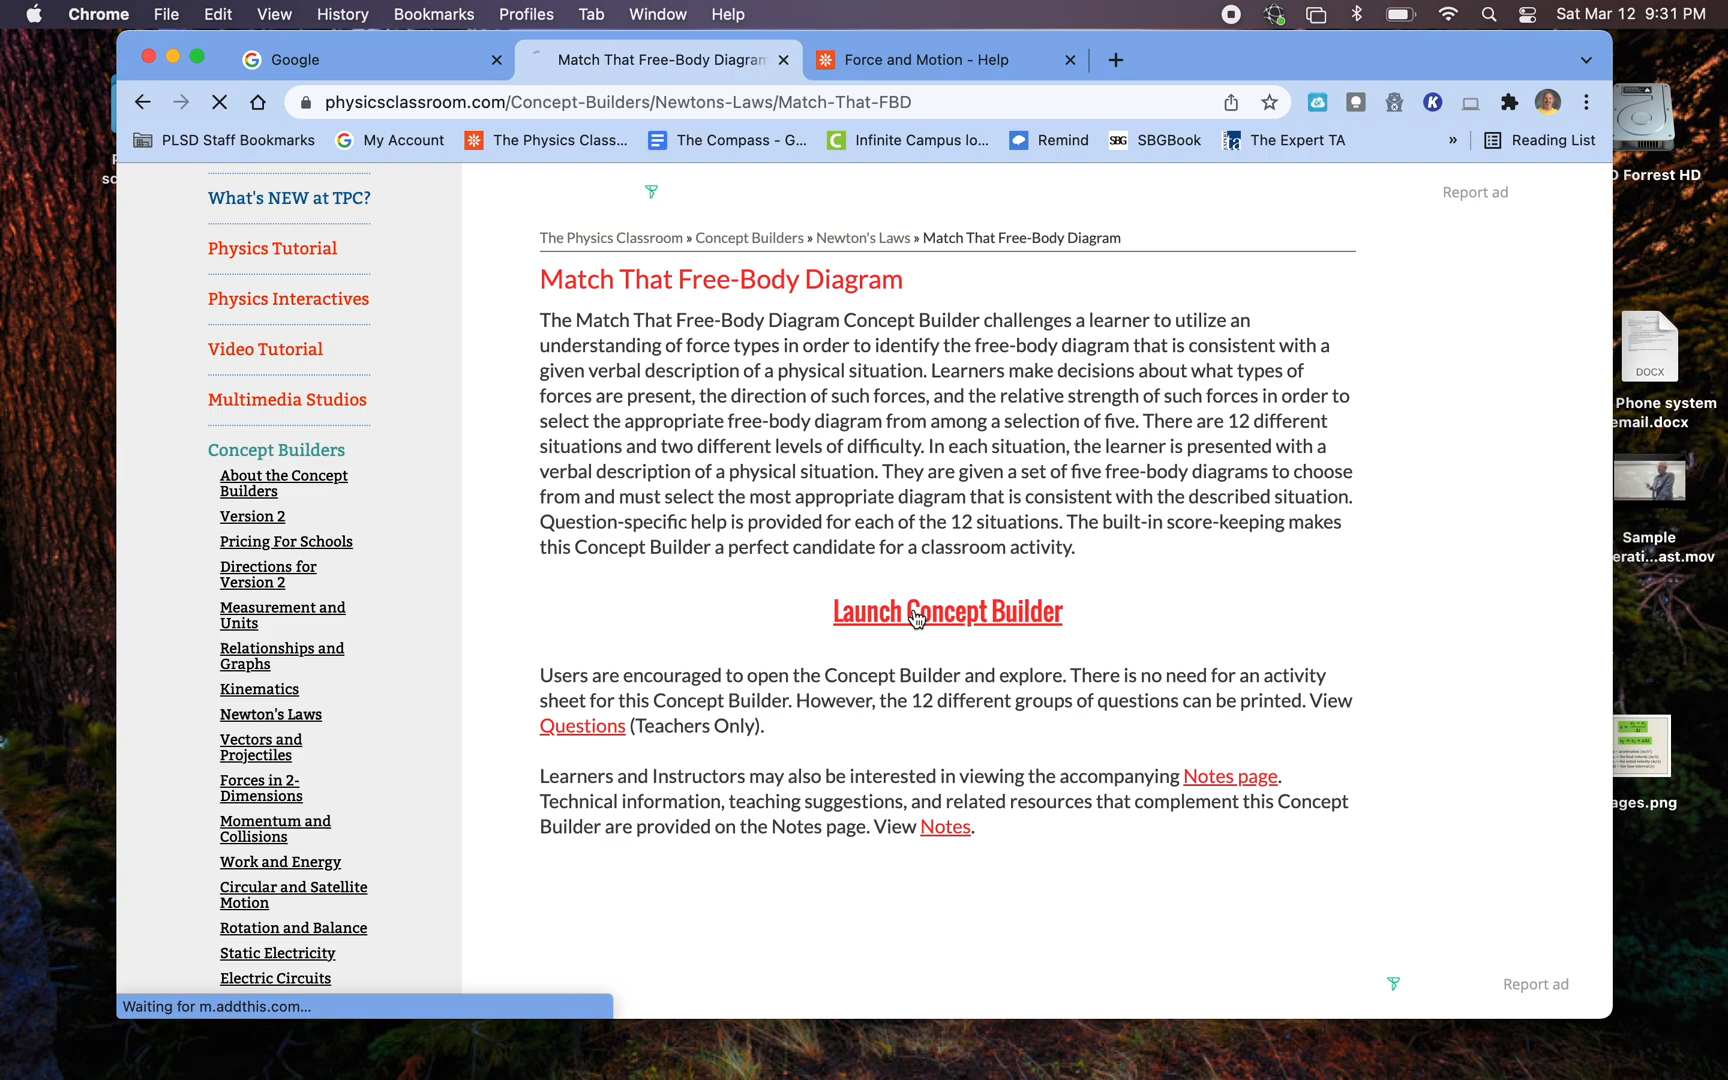 Chrome File Edit View History Bookmarks Profiles Tab Window Help Sat Mar 12 9:31 PM
Google Match That Free-Body Diagram Force and Motion - Help
physicsclassroom.com/Concept-Builders/Newtons-Laws/Match-That-FBD
PLSD Staff Bookmarks My Account The Physics Class... The Compass - G... Infinite Campus lo... Remind SBG SBGBook The Expert TA » Reading List
What's NEW at TPC?
Physics Tutorial
Physics Interactives
Video Tutorial
Multimedia Studios
Concept Builders
About the Concept
Builders
Version 2
Pricing For Schools
Directions for
Version 2
Measurement and
Units
Relationships and
Graphs
Kinematics
Newton's Laws
Vectors and
Projectiles
Forces in 2-
Dimensions
Momentum and
Collisions
Work and Energy
Circular and Satellite
Motion
Rotation and Balance
Static Electricity
Electric Circuits
Waiting for m.addthis.com...
Report ad
The Physics Classroom » Concept Builders » Newton's Laws » Match That Free-Body Diagram
Match That Free-Body Diagram
The Match That Free-Body Diagram Concept Builder challenges a learner to utilize an
understanding of force types in order to identify the free-body diagram that is consistent with a
given verbal description of a physical situation. Learners make decisions about what types of
forces are present, the direction of such forces, and the relative strength of such forces in order to
select the appropriate free-body diagram from among a selection of five. There are 12 different
situations and two different levels of difficulty. In each situation, the learner is presented with a
verbal description of a physical situation. They are given a set of five free-body diagrams to choose
from and must select the most appropriate diagram that is consistent with the described situation.
Question-specific help is provided for each of the 12 situations. The built-in score-keeping makes
this Concept Builder a perfect candidate for a classroom activity.
Launch Concept Builder
Users are encouraged to open the Concept Builder and explore. There is no need for an activity
sheet for this Concept Builder. However, the 12 different groups of questions can be printed. View
Questions (Teachers Only).
Learners and Instructors may also be interested in viewing the accompanying Notes page.
Technical information, teaching suggestions, and related resources that complement this Concept
Builder are provided on the Notes page. View Notes.
Report ad
D Forrest HD
DOCX
Phone system
email.docx
Sample
erati...ast.mov
ages.png